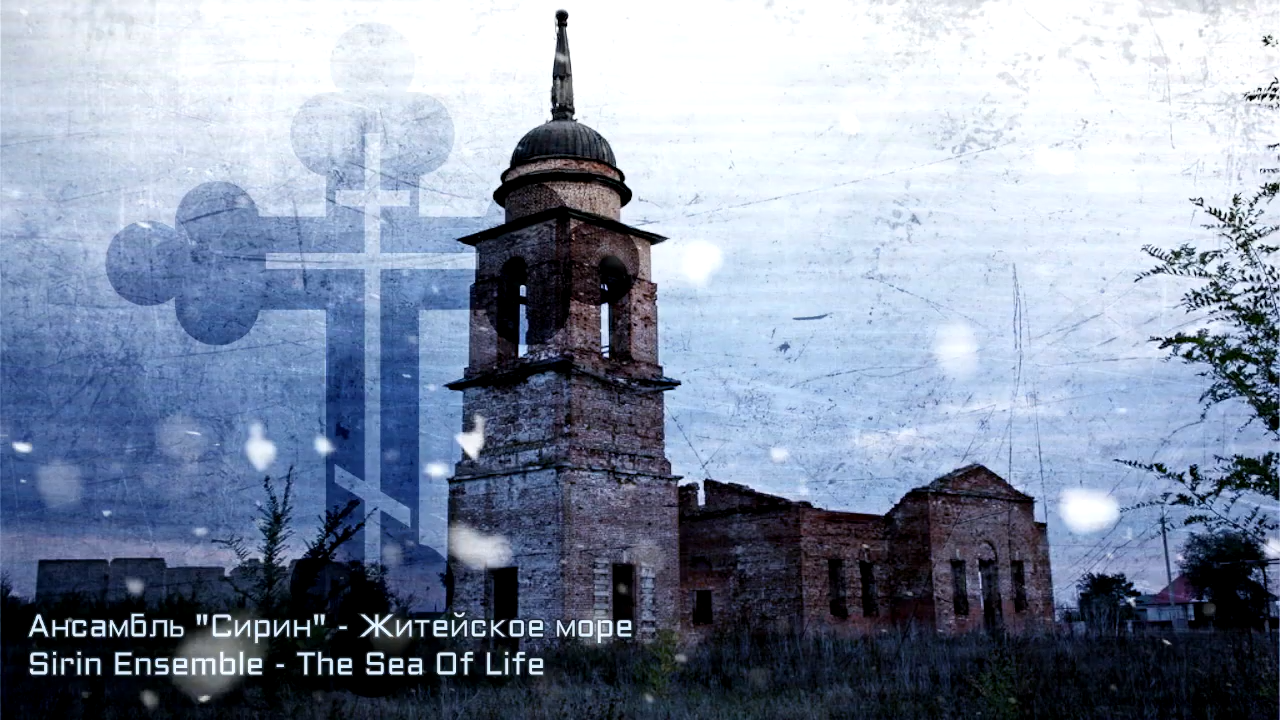 Ансамбль "Сирин" - Житейское море
Sirin Ensemble - The Sea Of Life